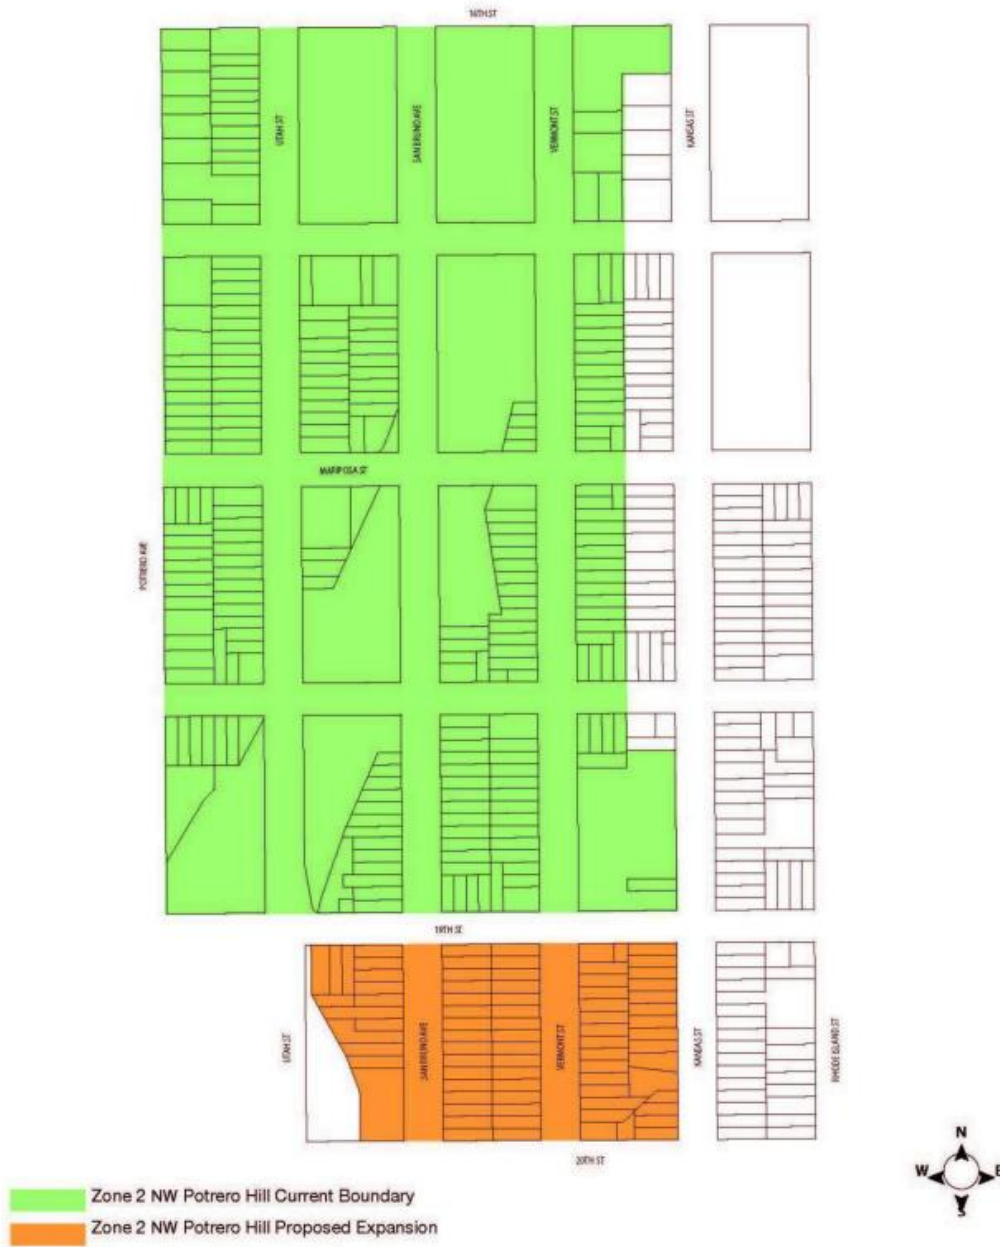 16TH ST
UTAH ST
SAN BRUNO AVE
VERMONT ST
KANSAS ST
MARIPOSA ST
POTRERO AVE
19TH ST
UTAH ST
SAN BRUNO AVE
VERMONT ST
KANSAS ST
RHODE ISLAND ST
20TH ST
N
W
E
S
Zone 2 NW Potrero Hill Current Boundary
Zone 2 NW Potrero Hill Proposed Expansion